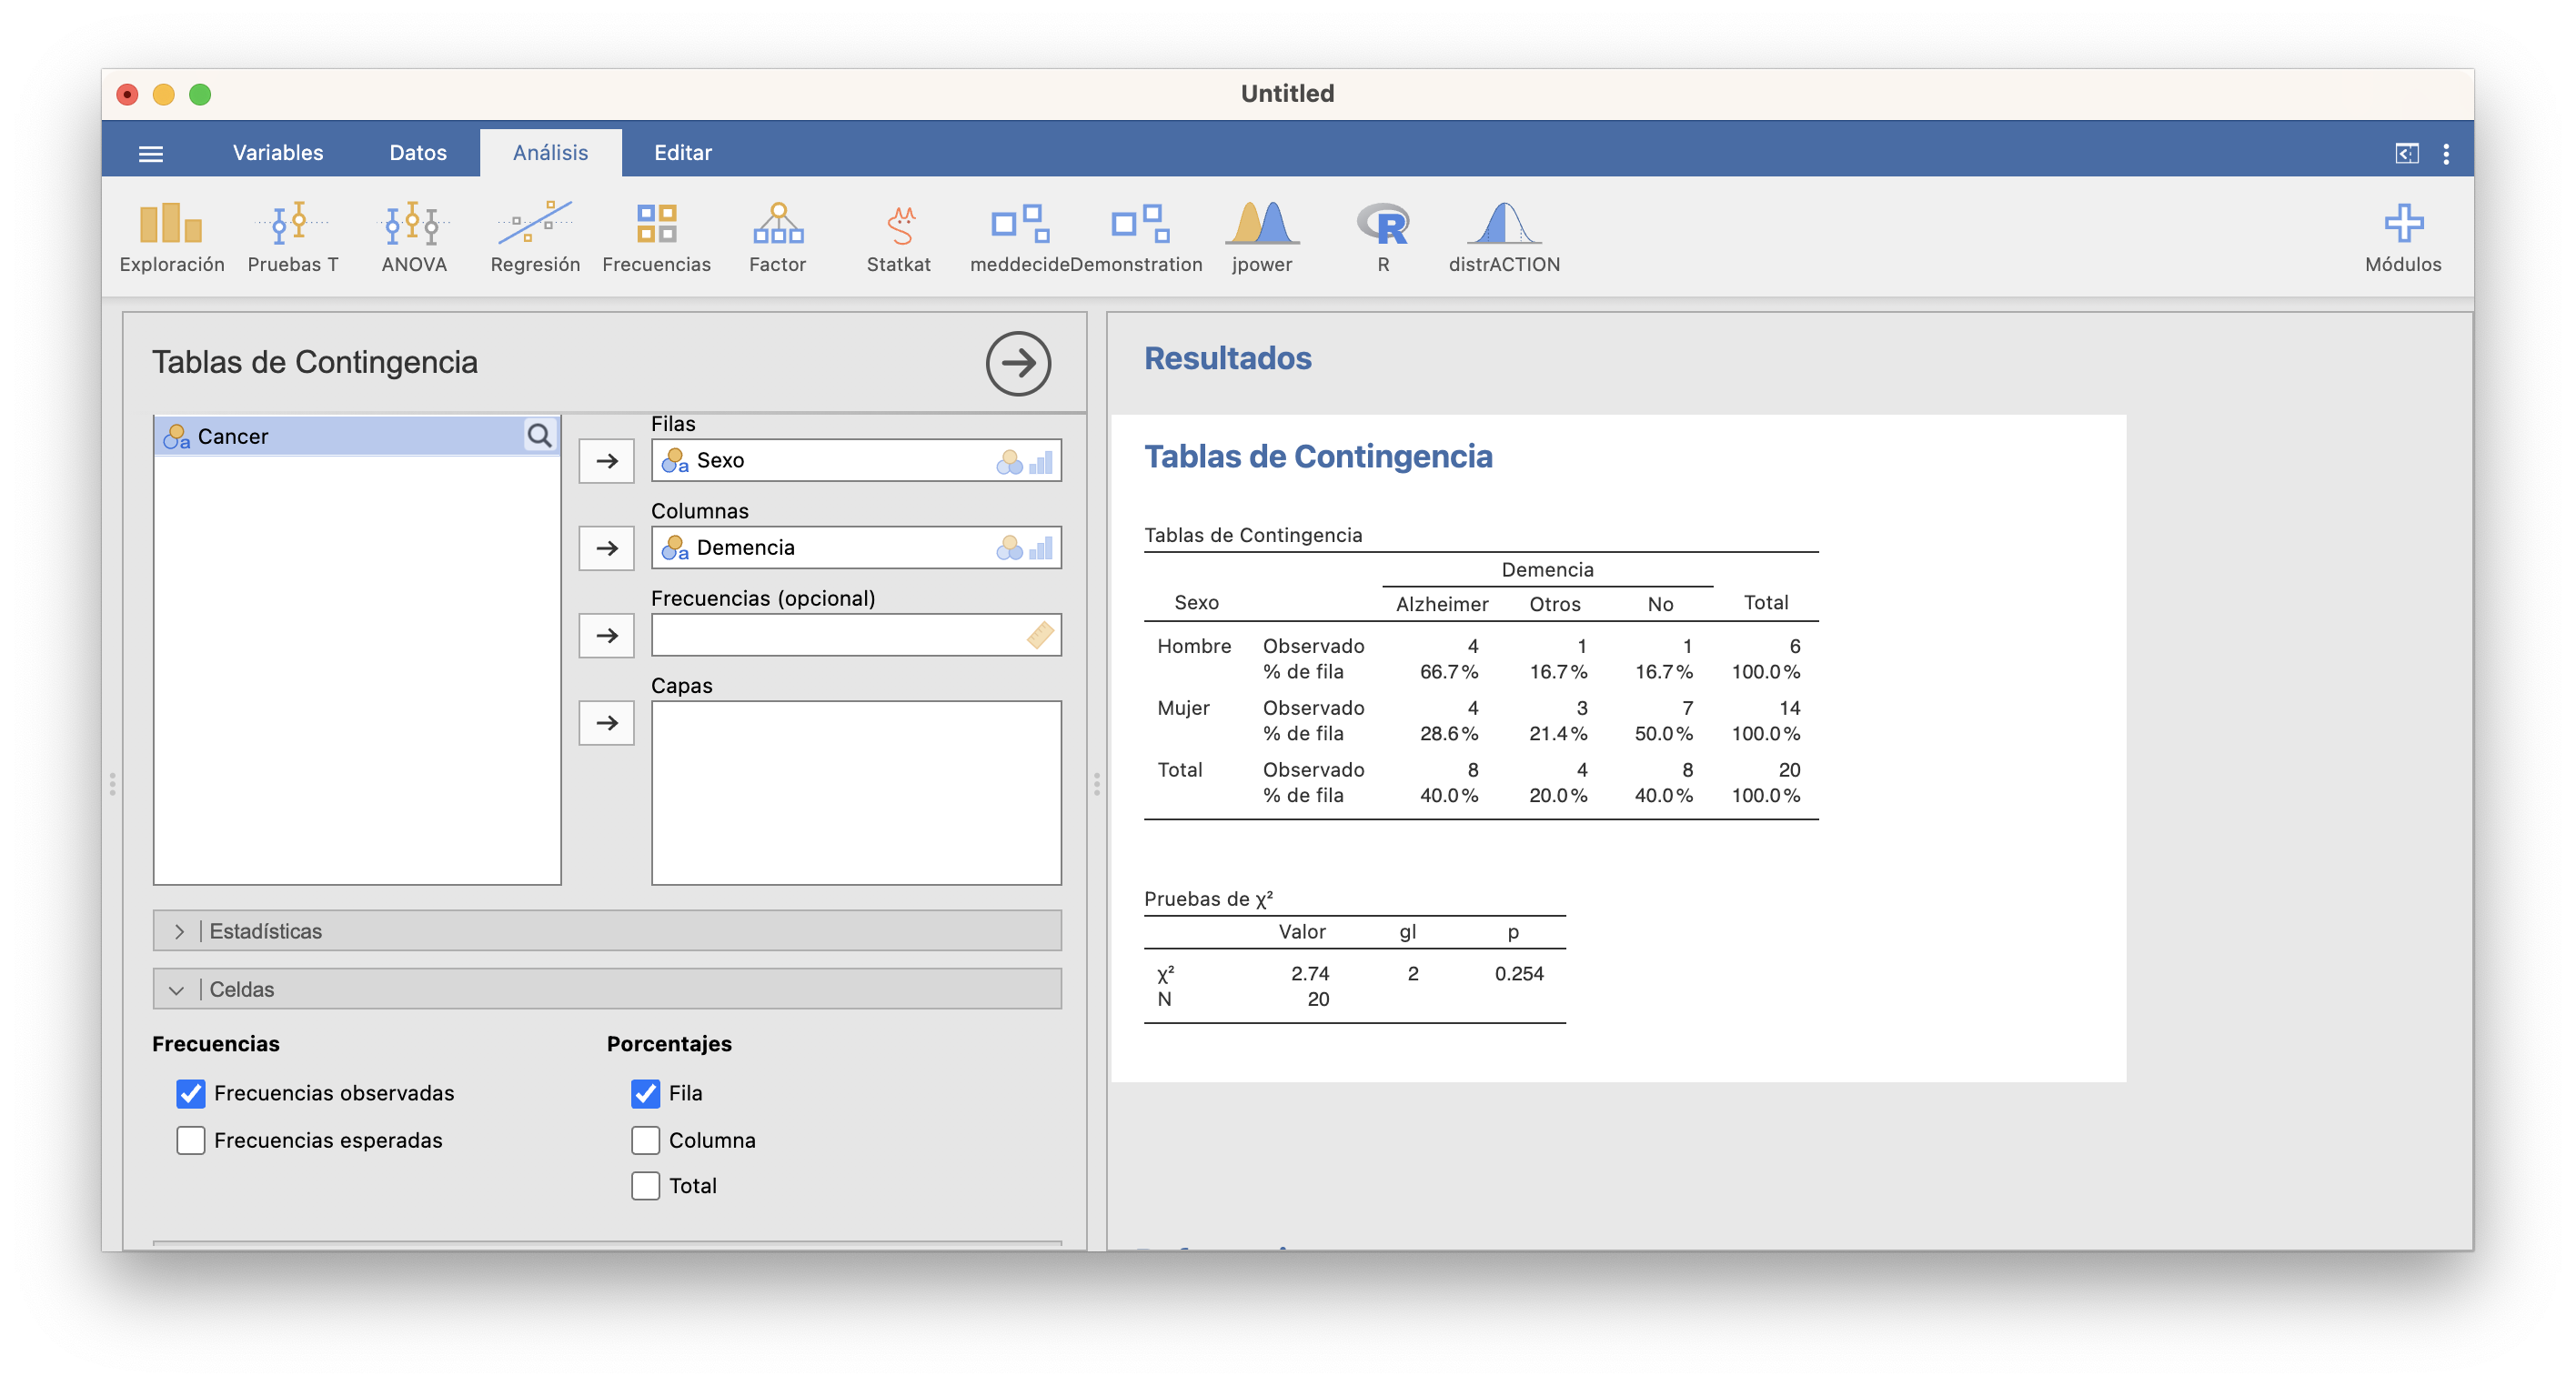 Untitled
Variables Datos Análisis Editar
Exploración Pruebas T ANOVA Regresión Frecuencias Factor Statkat meddecide Demonstration jpower R distrACTION Módulos
Tablas de Contingencia
Cancer
Filas
Sexo
Columnas
Demencia
Frecuencias (opcional)
Capas
Estadísticas
Celdas
Frecuencias Porcentajes
Frecuencias observadas Fila
Frecuencias esperadas Columna
Total
Resultados
Tablas de Contingencia
Tablas de Contingencia
Demencia
Sexo Alzheimer Otros No Total
Hombre Observado 4 1 1 6
% de fila 66.7% 16.7% 16.7% 100.0%
Mujer Observado 4 3 7 14
% de fila 28.6% 21.4% 50.0% 100.0%
Total Observado 8 4 8 20
% de fila 40.0% 20.0% 40.0% 100.0%
Pruebas de χ²
Valor gl p
χ² 2.74 2 0.254
N 20